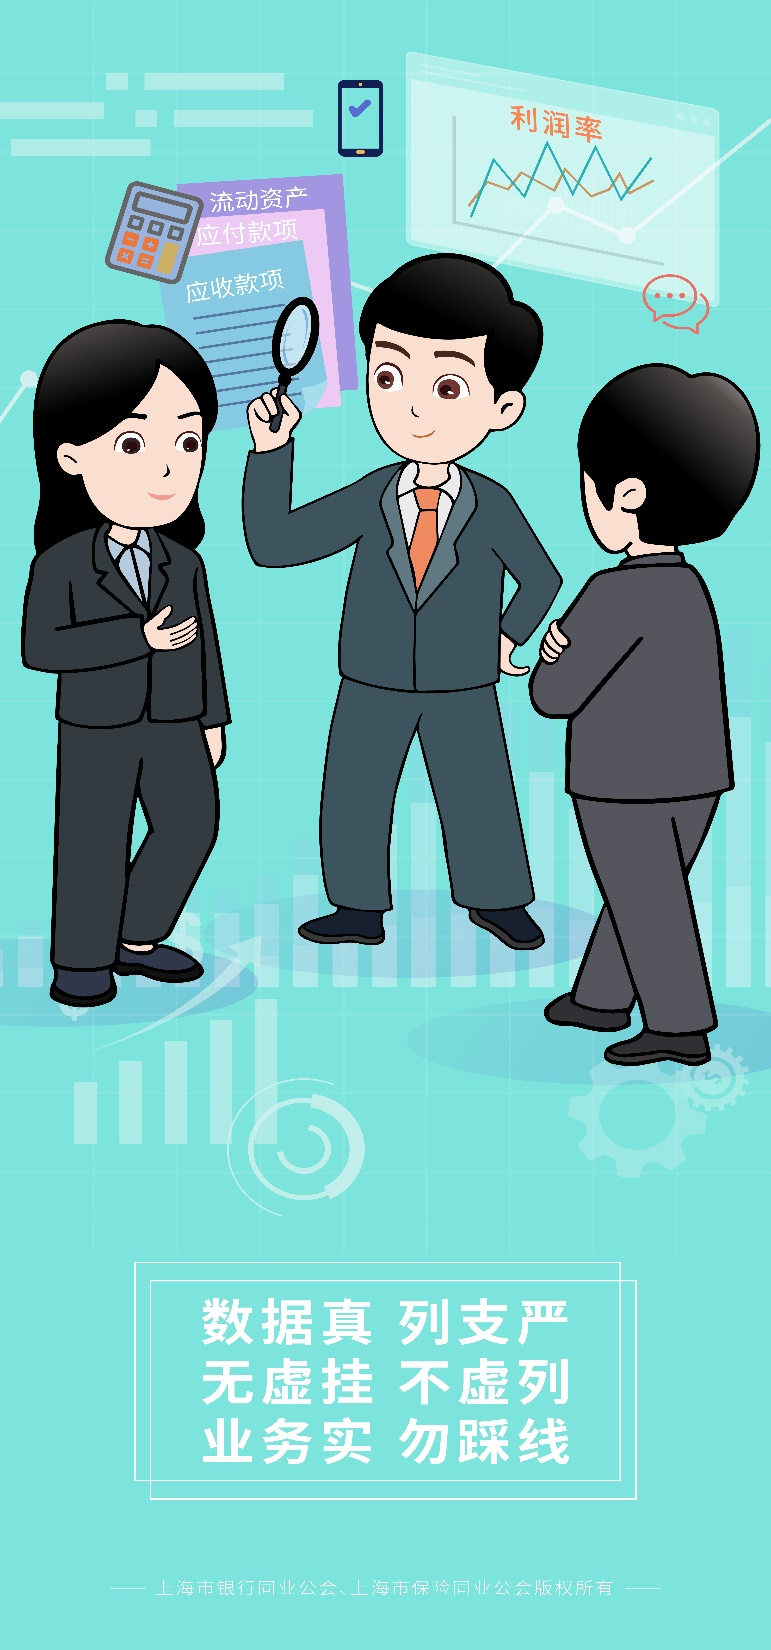 利润率
流动资产
应付款项
应收款项
数据真 列支严
无虚挂 不虚列
业务实 勿踩线
上海市银行同业公会、上海市保险同业公会版权所有